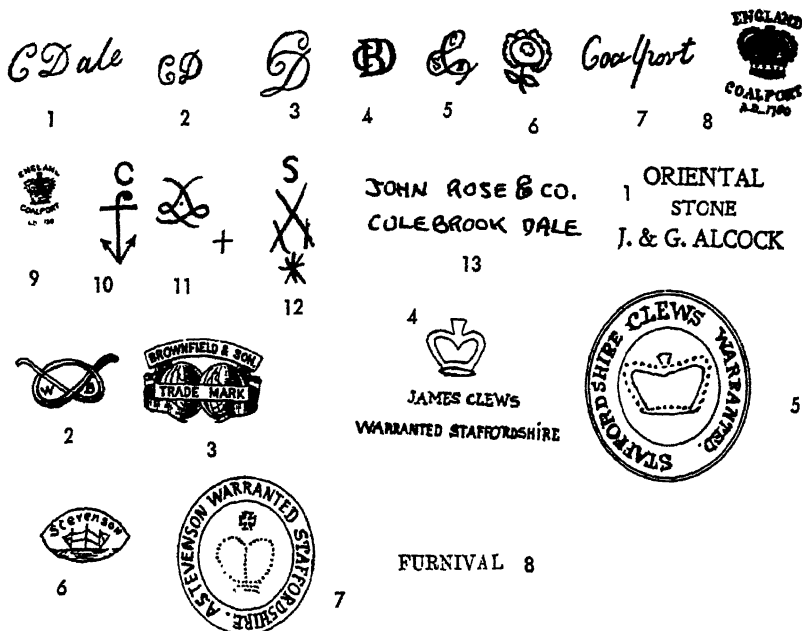 C Dale
1
CD
2
CD
3
CBD
4
C S N
5
6
Coalport
7
ENGLAND
COALPORT
A.D. 1750
8
ENGLAND
COALPORT
9
C
10
11
S
12
JOHN ROSE & CO.
COLEBROOK DALE
13
1 ORIENTAL
STONE
J. & G. ALCOCK
W B
2
BROWNFIELD & SON.
TRADE MARK
3
4
JAMES CLEWS
WARRANTED STAFFORDSHIRE
CLEWS WARRANTED. STAFFORDSHIRE
5
Stevenson
6
A STEVENSON WARRANTED STAFFORDSHIRE.
7
FURNIVAL 8